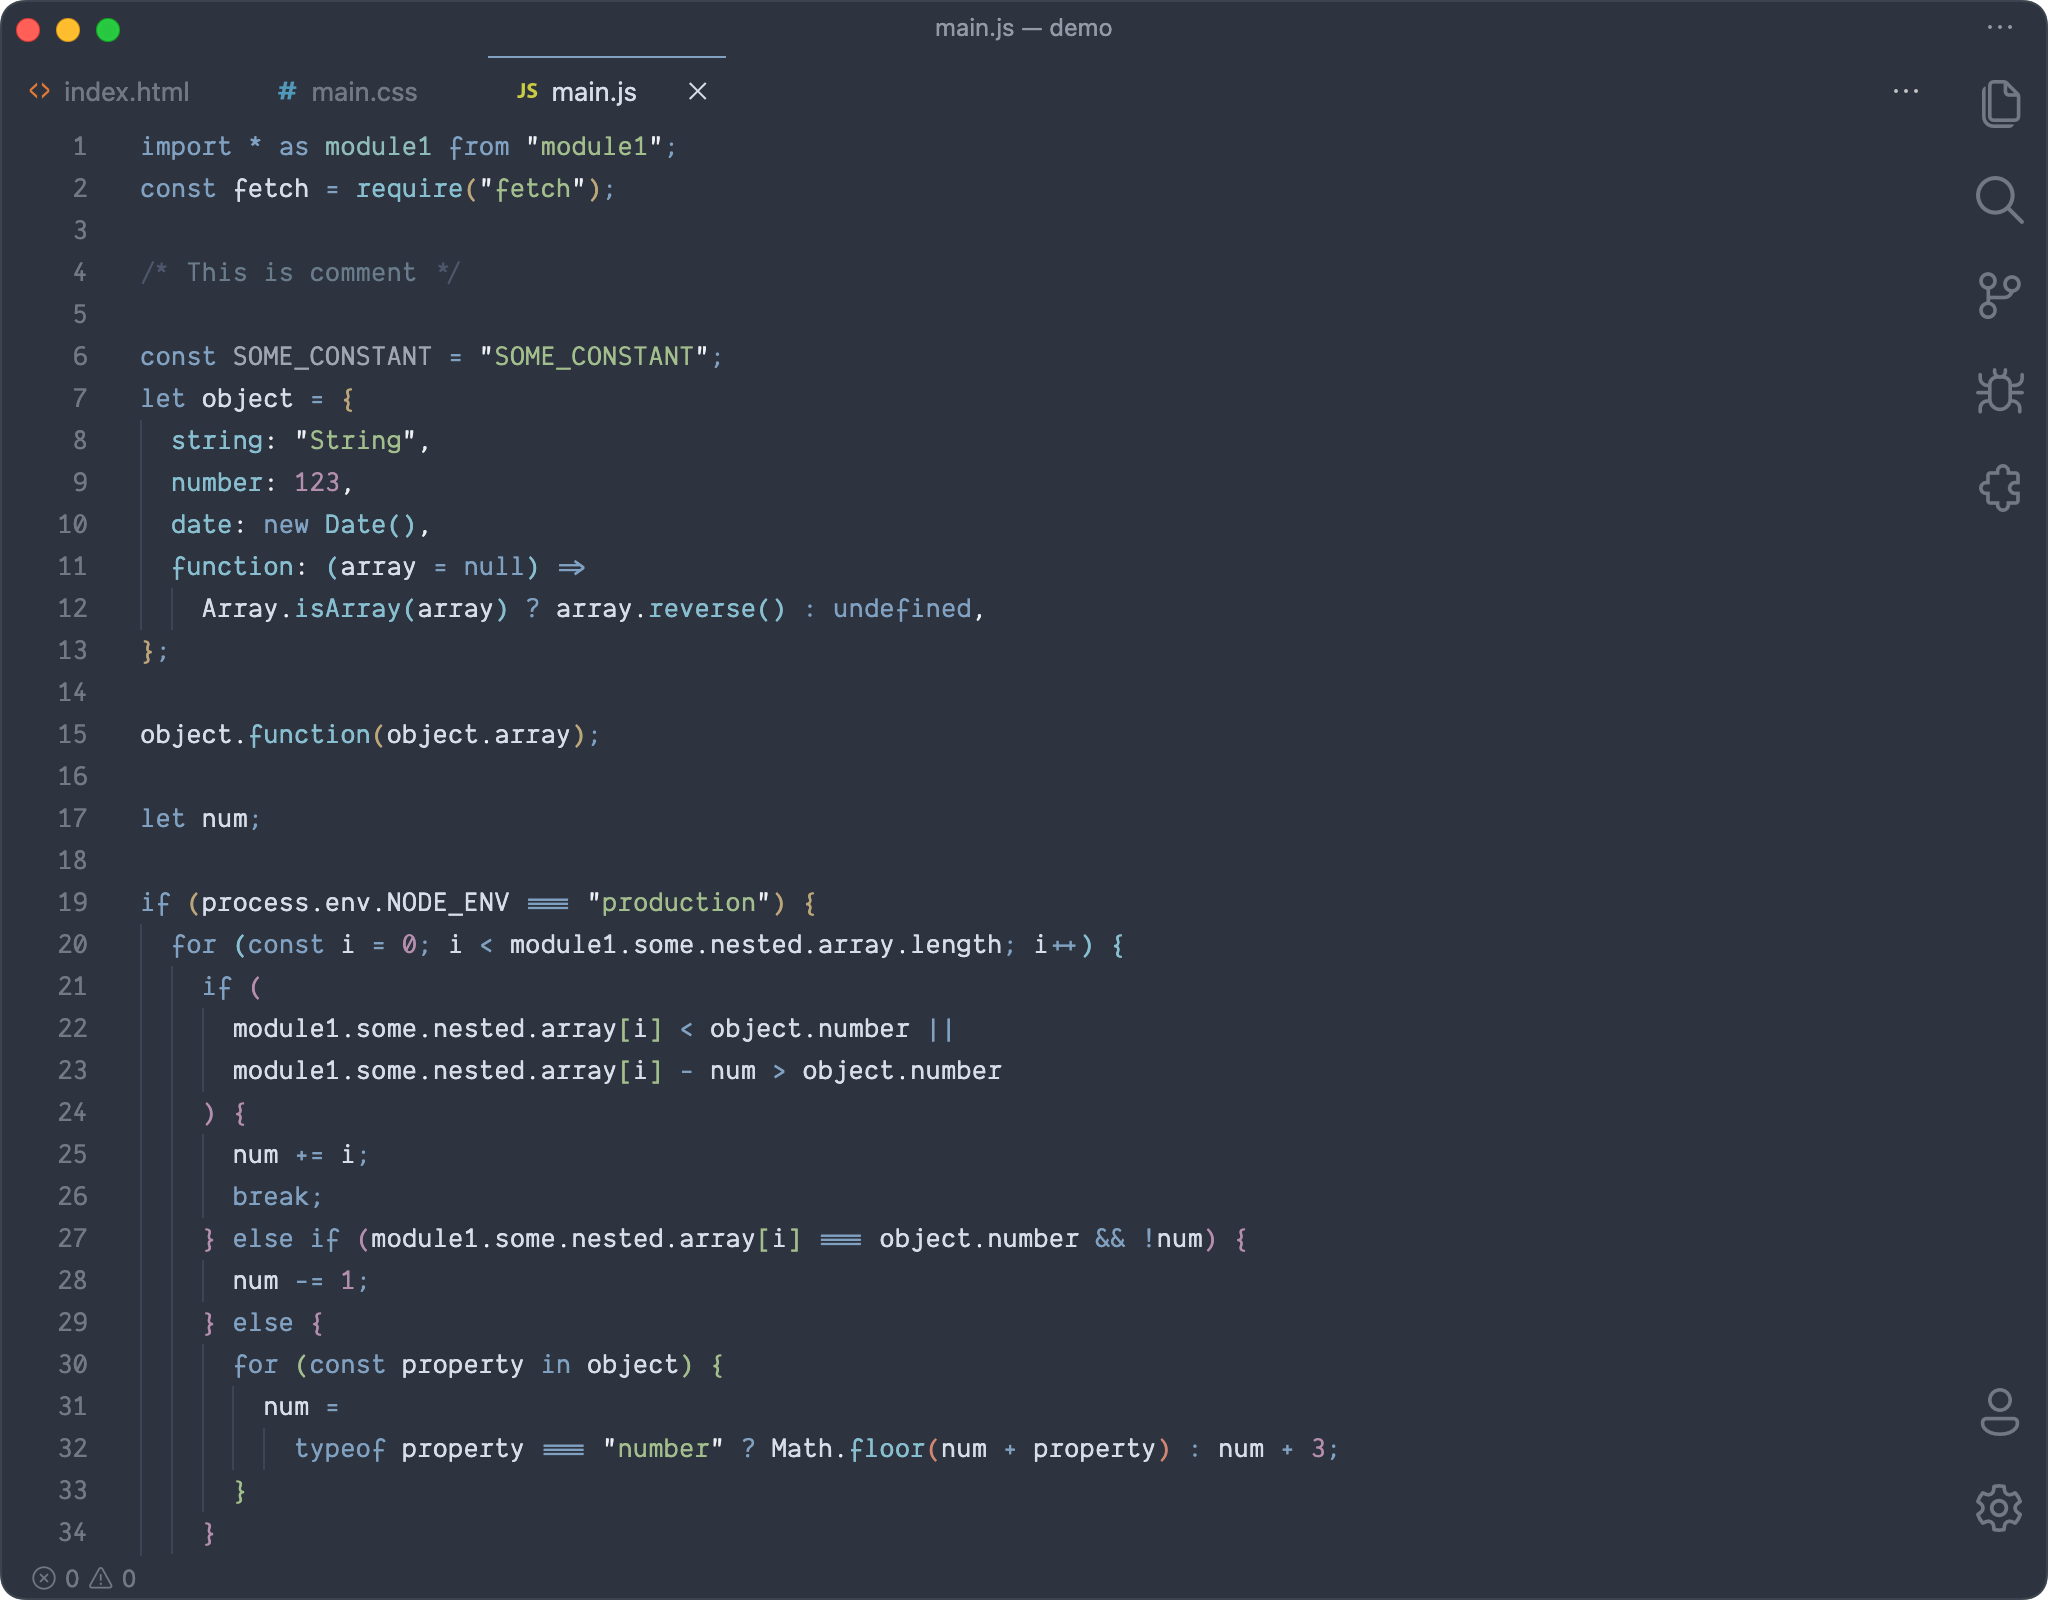 main.js — demo
index.html
# main.css
JS main.js
1 import * as module1 from "module1";
2 const fetch = require("fetch");
3
4 /* This is comment */
5
6 const SOME_CONSTANT = "SOME_CONSTANT";
7 let object = {
8 string: "String",
9 number: 123,
10 date: new Date(),
11 function: (array = null) =>
12 Array.isArray(array) ? array.reverse() : undefined,
13 };
14
15 object.function(object.array);
16
17 let num;
18
19 if (process.env.NODE_ENV === "production") {
20 for (const i = 0; i < module1.some.nested.array.length; i++) {
21 if (
22 module1.some.nested.array[i] < object.number ||
23 module1.some.nested.array[i] - num > object.number
24 ) {
25 num += i;
26 break;
27 } else if (module1.some.nested.array[i] === object.number && !num) {
28 num -= 1;
29 } else {
30 for (const property in object) {
31 num =
32 typeof property === "number" ? Math.floor(num + property) : num + 3;
33 }
34 }
0 0